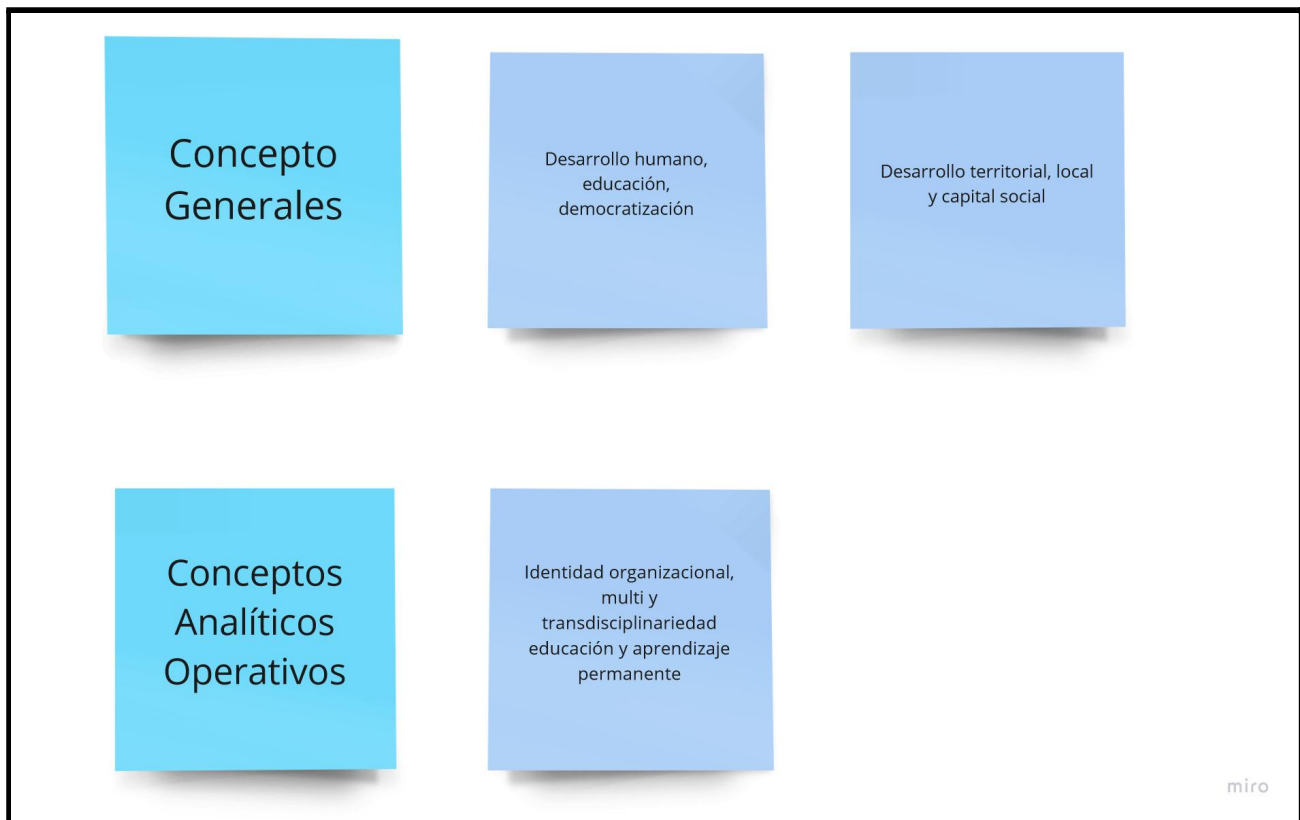 Concepto
Generales
Desarrollo humano,
educación,
democratización
Desarrollo territorial, local
y capital social
Conceptos
Analíticos
Operativos
Identidad organizacional,
multi y
transdisciplinariedad
educación y aprendizaje
permanente
miro